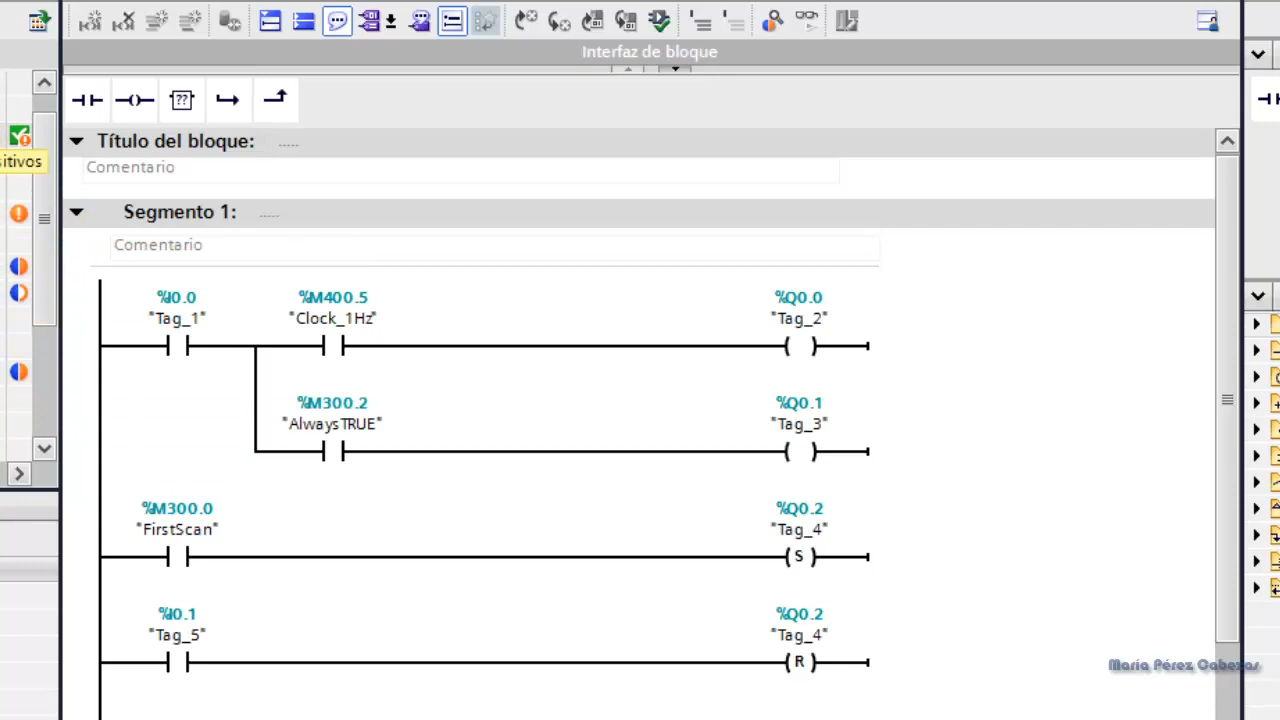 Interfaz de bloque
??
Título del bloque: .....
sitivos
Comentario
Segmento 1: .....
Comentario
%I0.0 %M400.5 %Q0.0
"Tag_1" "Clock_1Hz" "Tag_2"
%M300.2 %Q0.1
"AlwaysTRUE" "Tag_3"
%M300.0 %Q0.2
"FirstScan" "Tag_4"
S
%I0.1 %Q0.2
"Tag_5" "Tag_4"
R
María Pérez Cabezas